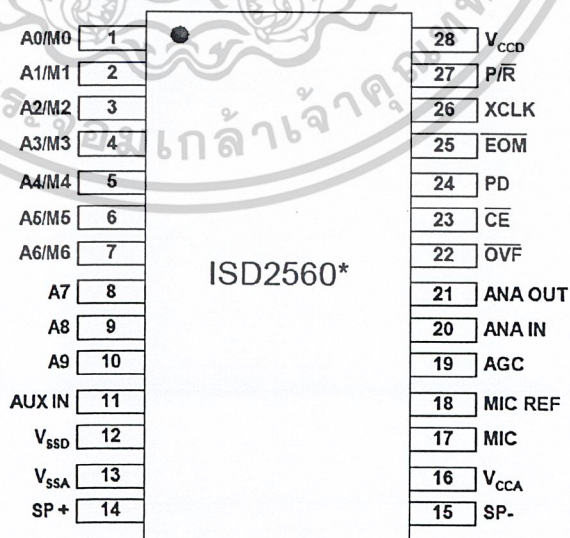 A0/M0 1 28 VCCD
A1/M1 2 27 P/R̅
A2/M2 3 26 XCLK
A3/M3 4 25 E̅O̅M̅
A4/M4 5 24 PD
A5/M5 6 23 C̅E̅
A6/M6 7 22 O̅V̅F̅
ISD2560*
A7 8 21 ANA OUT
A8 9 20 ANA IN
A9 10 19 AGC
AUX IN 11 18 MIC REF
VSSD 12 17 MIC
VSSA 13 16 VCCA
SP + 14 15 SP-